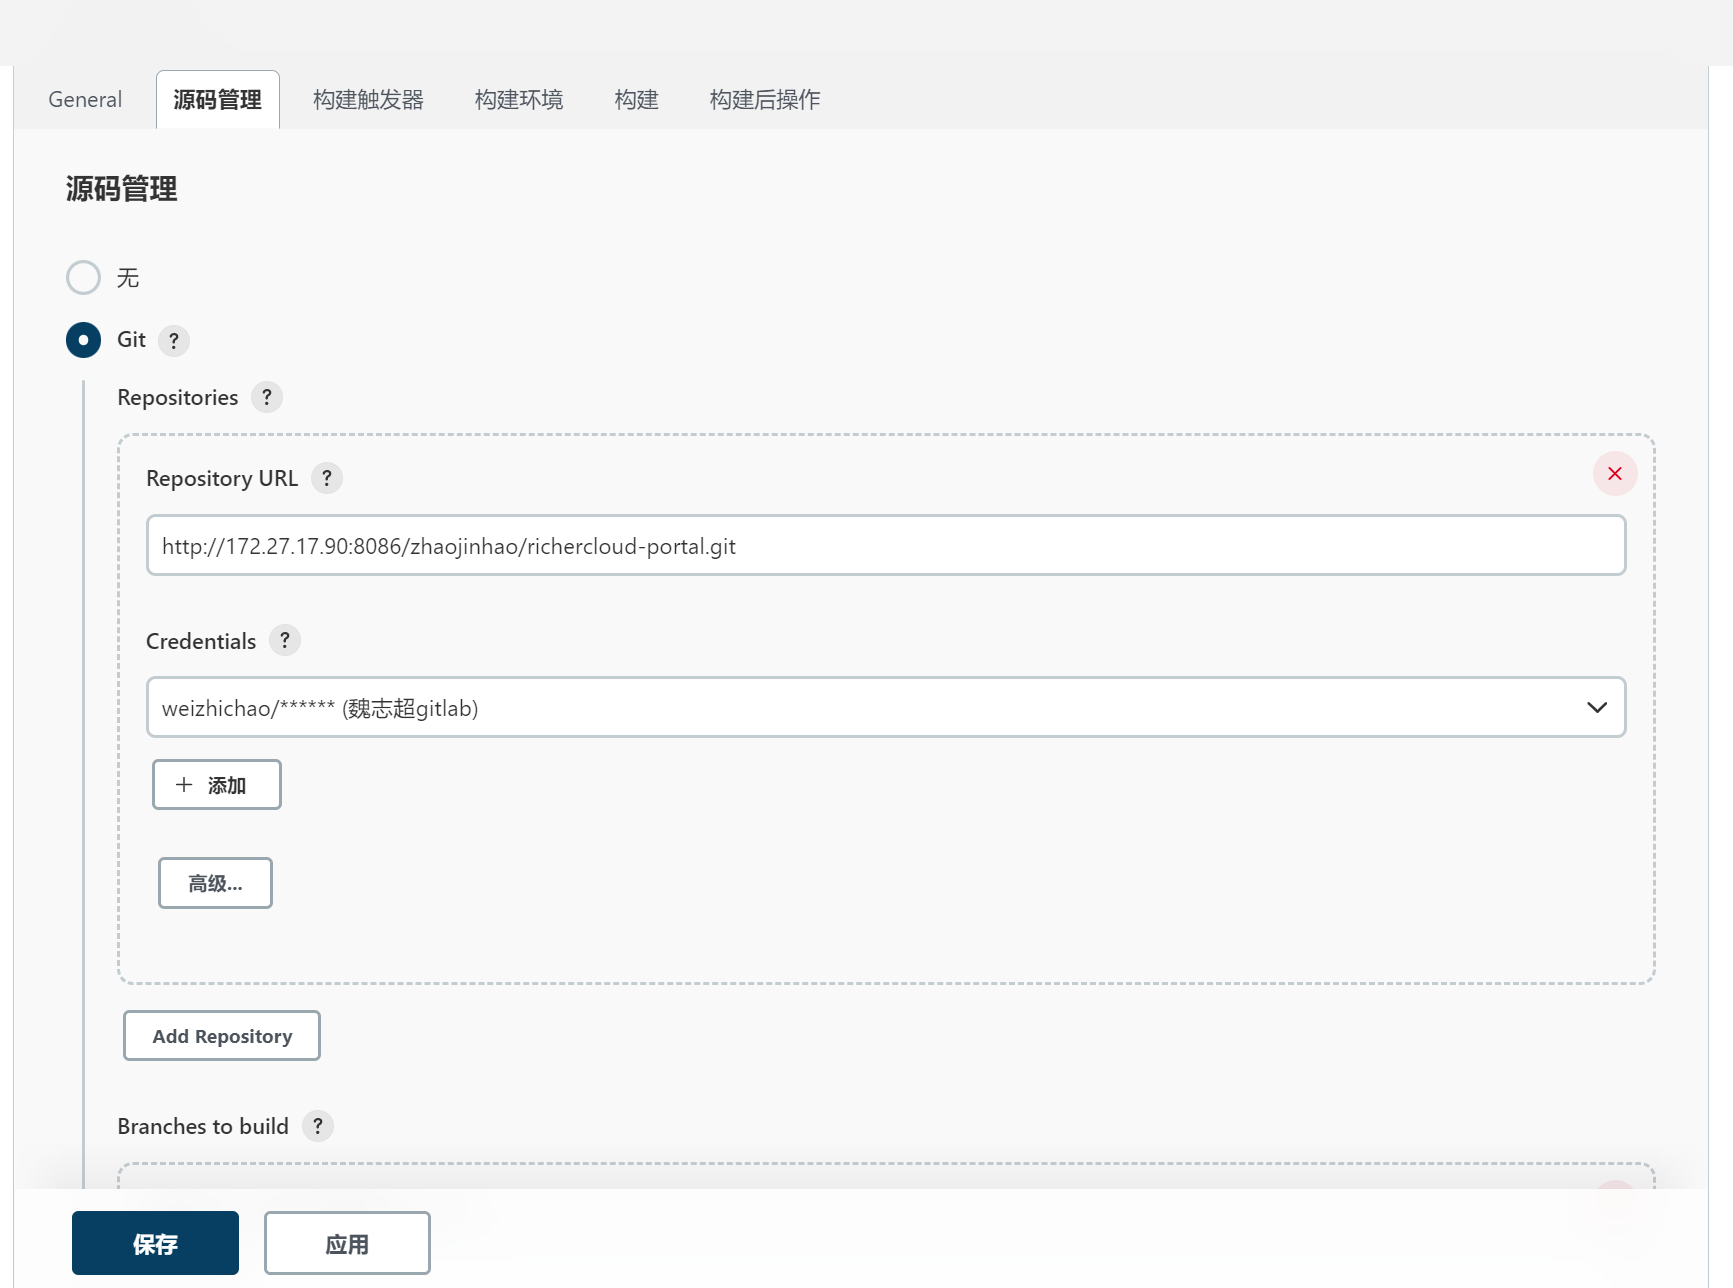 General 源码管理 构建触发器 构建环境 构建 构建后操作
源码管理
无
Git ?
Repositories ?
Repository URL ?
http://172.27.17.90:8086/zhaojinhao/richercloud-portal.git
Credentials ?
weizhichao/****** (魏志超gitlab)
+ 添加
高级...
Add Repository
Branches to build ?
保存 应用